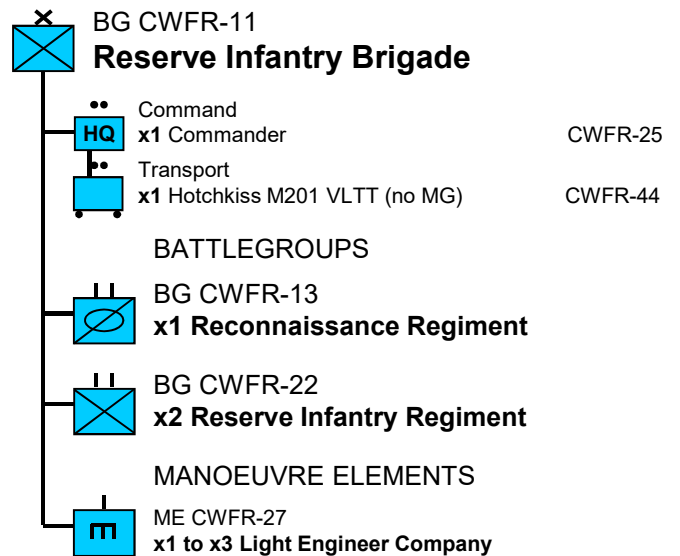 BG CWFR-11
Reserve Infantry Brigade
Command
HQ x1 Commander CWFR-25
Transport
x1 Hotchkiss M201 VLTT (no MG) CWFR-44
BATTLEGROUPS
BG CWFR-13
x1 Reconnaissance Regiment
BG CWFR-22
x2 Reserve Infantry Regiment
MANOEUVRE ELEMENTS
ME CWFR-27
x1 to x3 Light Engineer Company